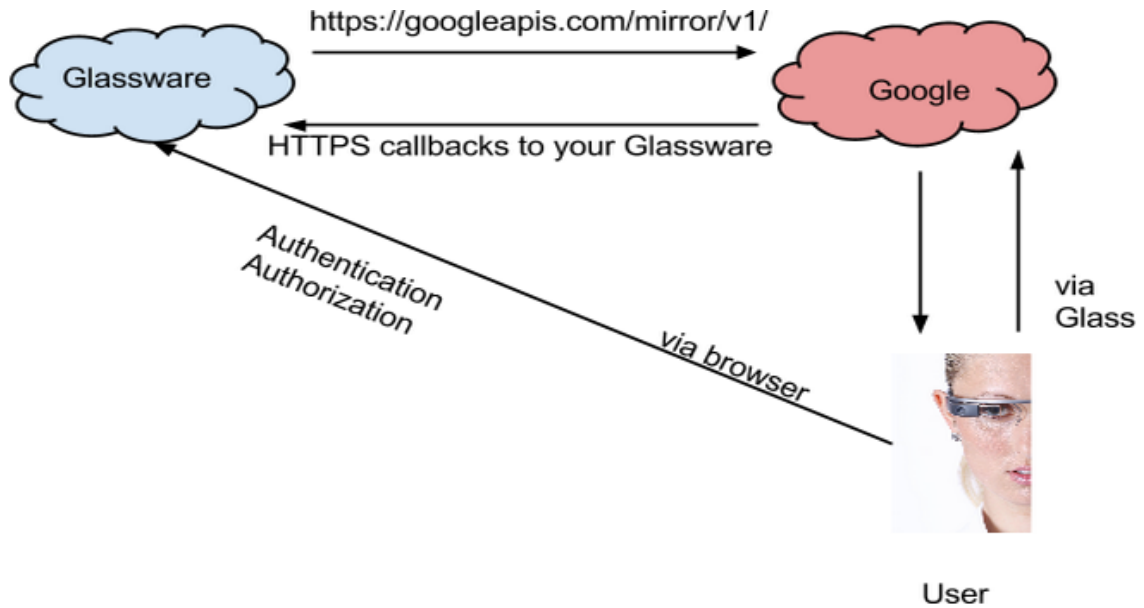 https://googleapis.com/mirror/v1/
Glassware
Google
HTTPS callbacks to your Glassware
Authentication
Authorization
via browser
via
Glass
User